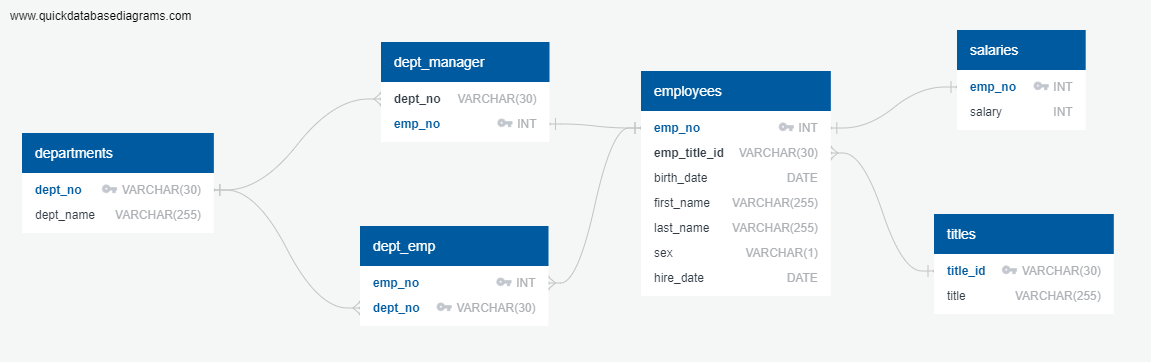 www.quickdatabasediagrams.com
departments
dept_no VARCHAR(30)
dept_name VARCHAR(255)
dept_manager
dept_no VARCHAR(30)
emp_no INT
dept_emp
emp_no INT
dept_no VARCHAR(30)
employees
emp_no INT
emp_title_id VARCHAR(30)
birth_date DATE
first_name VARCHAR(255)
last_name VARCHAR(255)
sex VARCHAR(1)
hire_date DATE
salaries
emp_no INT
salary INT
titles
title_id VARCHAR(30)
title VARCHAR(255)